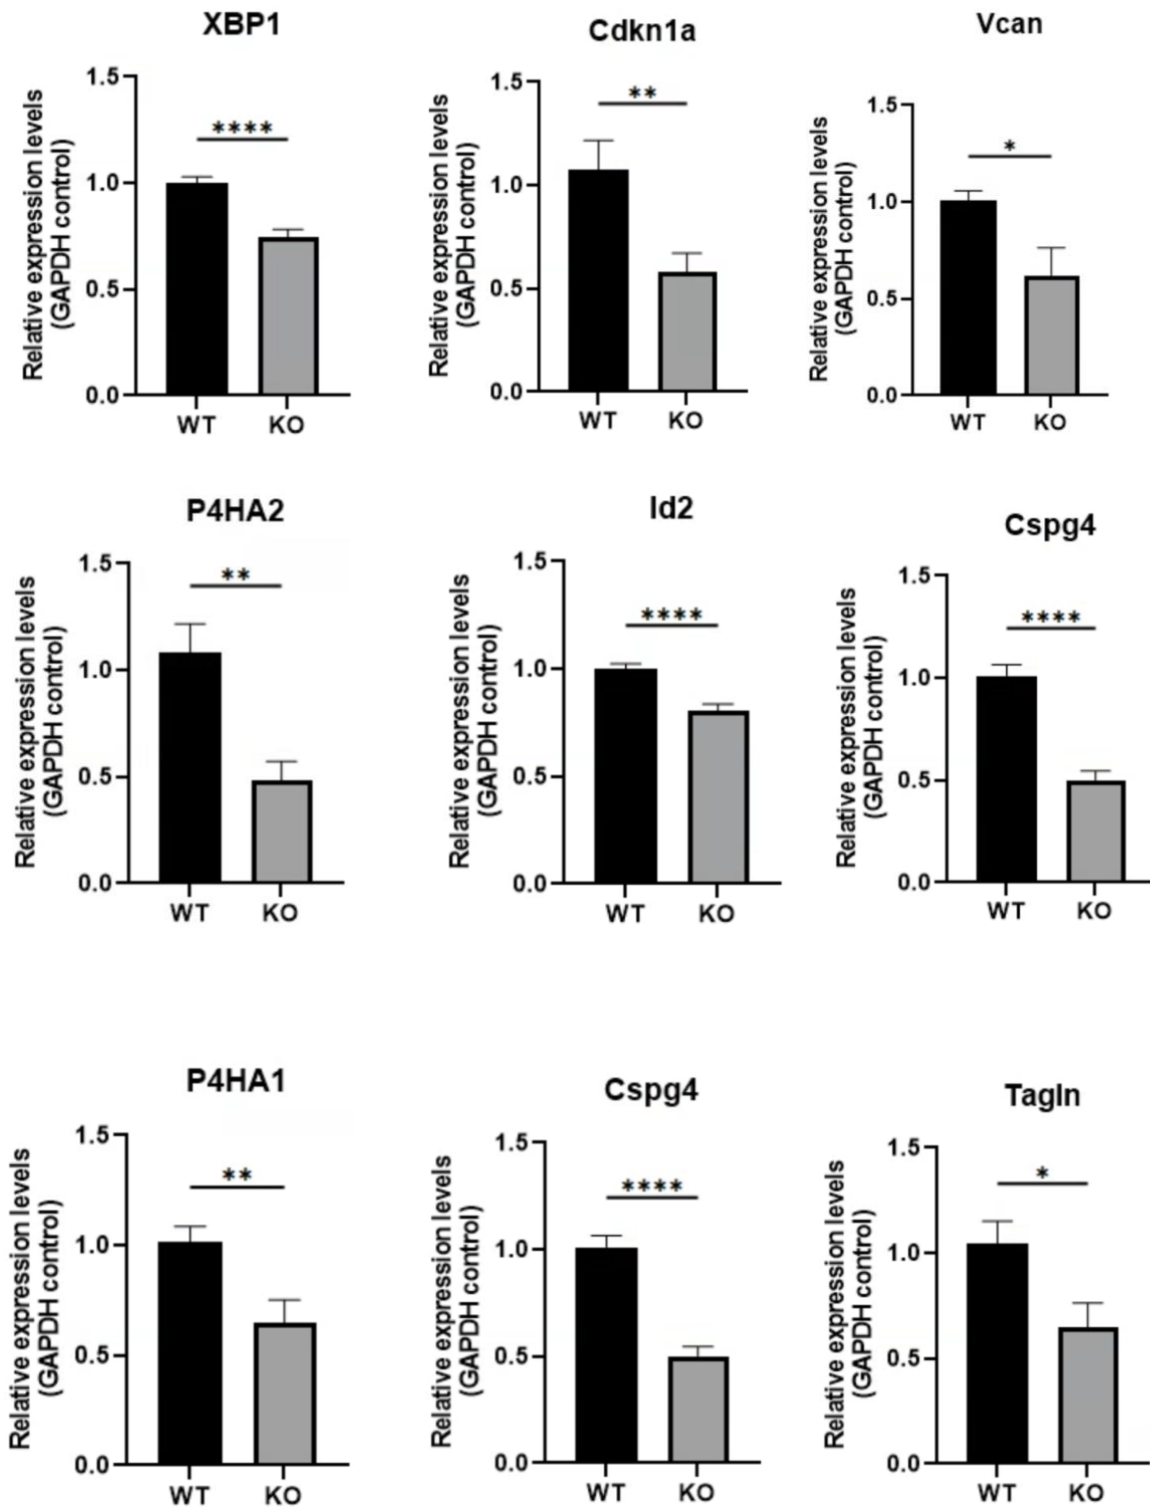 XBP1
Relative expression levels
(GAPDH control)
1.5
1.0
0.5
0.0
****
WT KO
Cdkn1a
Relative expression levels
(GAPDH control)
1.5
1.0
0.5
0.0
**
WT KO
Vcan
Relative expression levels
(GAPDH control)
1.5
1.0
0.5
0.0
*
WT KO
P4HA2
Relative expression levels
(GAPDH control)
1.5
1.0
0.5
0.0
**
WT KO
Id2
Relative expression levels
(GAPDH control)
1.5
1.0
0.5
0.0
****
WT KO
Cspg4
Relative expression levels
(GAPDH control)
1.5
1.0
0.5
0.0
****
WT KO
P4HA1
Relative expression levels
(GAPDH control)
1.5
1.0
0.5
0.0
**
WT KO
Cspg4
Relative expression levels
(GAPDH control)
1.5
1.0
0.5
0.0
****
WT KO
Tagln
Relative expression levels
(GAPDH control)
1.5
1.0
0.5
0.0
*
WT KO